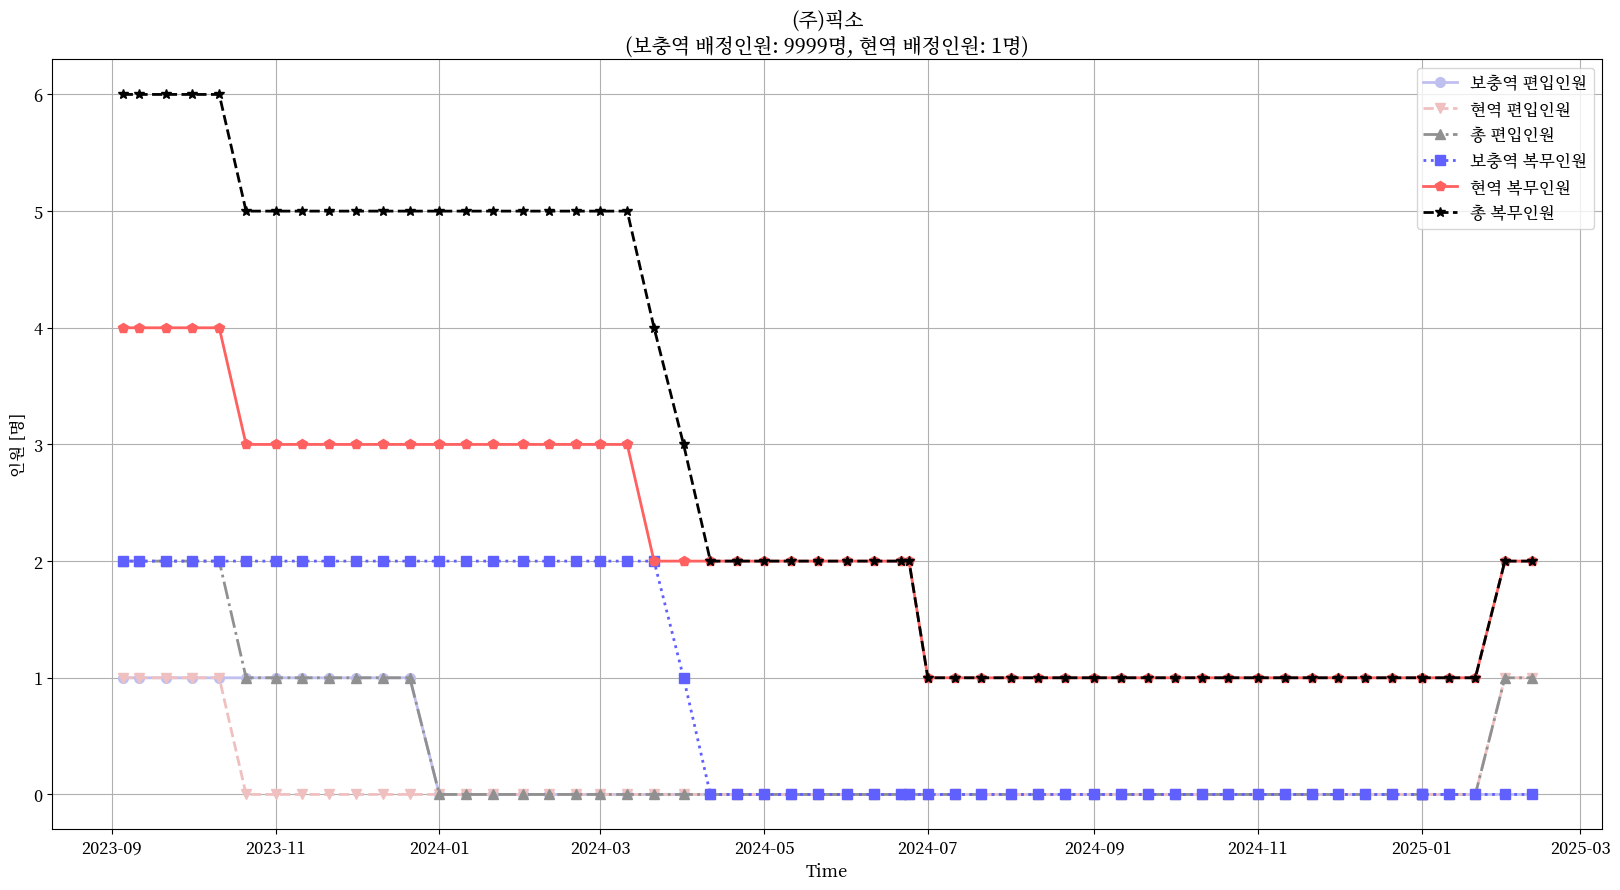 (주)픽소
(보충역 배정인원: 9999명, 현역 배정인원: 1명)
보충역 편입인원
현역 편입인원
총 편입인원
보충역 복무인원
현역 복무인원
총 복무인원
인원 [명]
6
5
4
3
2
1
0
2023-09
2023-11
2024-01
2024-03
2024-05
2024-07
2024-09
2024-11
2025-01
2025-03
Time